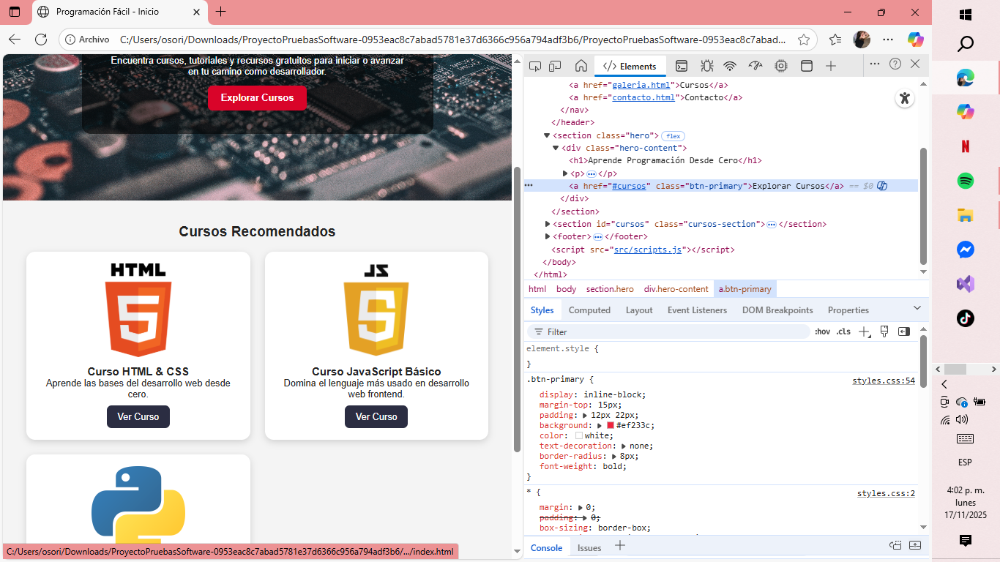 Programación Fácil - Inicio
Archivo
C:/Users/osori/Downloads/ProyectoPruebasSoftware-0953eac8c7abad5781e37d6366c956a794adf3b6/ProyectoPruebasSoftware-0953eac8c7abad...
Encuentra cursos, tutoriales y recursos gratuitos para iniciar o avanzar
en tu camino como desarrollador.
Explorar Cursos
Cursos Recomendados
HTML
5
Curso HTML & CSS
Aprende las bases del desarrollo web desde
cero.
Ver Curso
JS
Curso JavaScript Básico
Domina el lenguaje más usado en desarrollo
web frontend.
Ver Curso
C:/Users/osori/Downloads/ProyectoPruebasSoftware-0953eac8c7abad5781e37d6366c956a794adf3b6/.../index.html
</> Elements
<a href="galeria.html">Cursos</a>
<a href="contacto.html">Contacto</a>
</nav>
</header>
<section class="hero"> flex
<div class="hero-content">
<h1>Aprende Programación Desde Cero</h1>
<p>...</p>
... <a href="#cursos" class="btn-primary">Explorar Cursos</a> == $0
</div>
</section>
<section id="cursos" class="cursos-section">...</section>
<footer>...</footer>
<script src="src/scripts.js"></script>
</body>
</html>
html body section.hero div.hero-content a.btn-primary
Styles Computed Layout Event Listeners DOM Breakpoints Properties
Filter :hov .cls
element.style {
}
.btn-primary { styles.css:54
display: inline-block;
margin-top: 15px;
padding: 12px 22px;
background: #ef233c;
color: white;
text-decoration: none;
border-radius: 8px;
font-weight: bold;
}
* { styles.css:2
margin: 0;
padding: 0;
box-sizing: border-box;
Console Issues
N
ESP
4:02 p. m.
lunes
17/11/2025